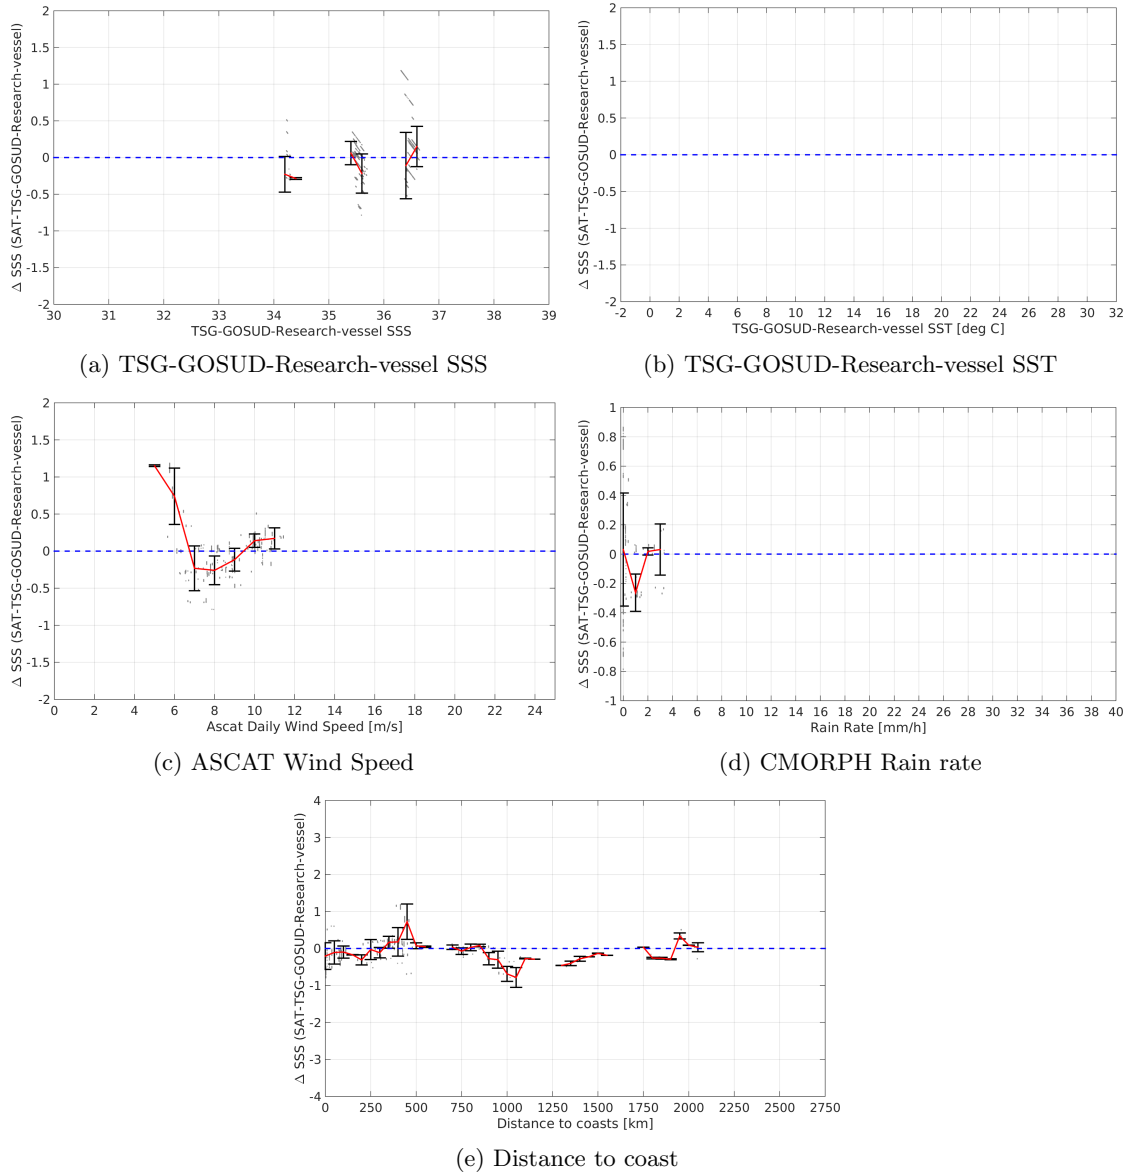 2
1.5
1
0.5
0
-0.5
-1
-1.5
-2
Δ SSS (SAT-TSG-GOSUD-Research-vessel)
30 31 32 33 34 35 36 37 38 39
TSG-GOSUD-Research-vessel SSS
(a) TSG-GOSUD-Research-vessel SSS
2
1.5
1
0.5
0
-0.5
-1
-1.5
-2
Δ SSS (SAT-TSG-GOSUD-Research-vessel)
-2 0 2 4 6 8 10 12 14 16 18 20 22 24 26 28 30 32
TSG-GOSUD-Research-vessel SST [deg C]
(b) TSG-GOSUD-Research-vessel SST
2
1.5
1
0.5
0
-0.5
-1
-1.5
-2
Δ SSS (SAT-TSG-GOSUD-Research-vessel)
0 2 4 6 8 10 12 14 16 18 20 22 24
Ascat Daily Wind Speed [m/s]
(c) ASCAT Wind Speed
1
0.8
0.6
0.4
0.2
0
-0.2
-0.4
-0.6
-0.8
-1
Δ SSS (SAT-TSG-GOSUD-Research-vessel)
0 2 4 6 8 10 12 14 16 18 20 22 24 26 28 30 32 34 36 38 40
Rain Rate [mm/h]
(d) CMORPH Rain rate
4
3
2
1
0
-1
-2
-3
-4
Δ SSS (SAT-TSG-GOSUD-Research-vessel)
0 250 500 750 1000 1250 1500 1750 2000 2250 2500 2750
Distance to coasts [km]
(e) Distance to coast